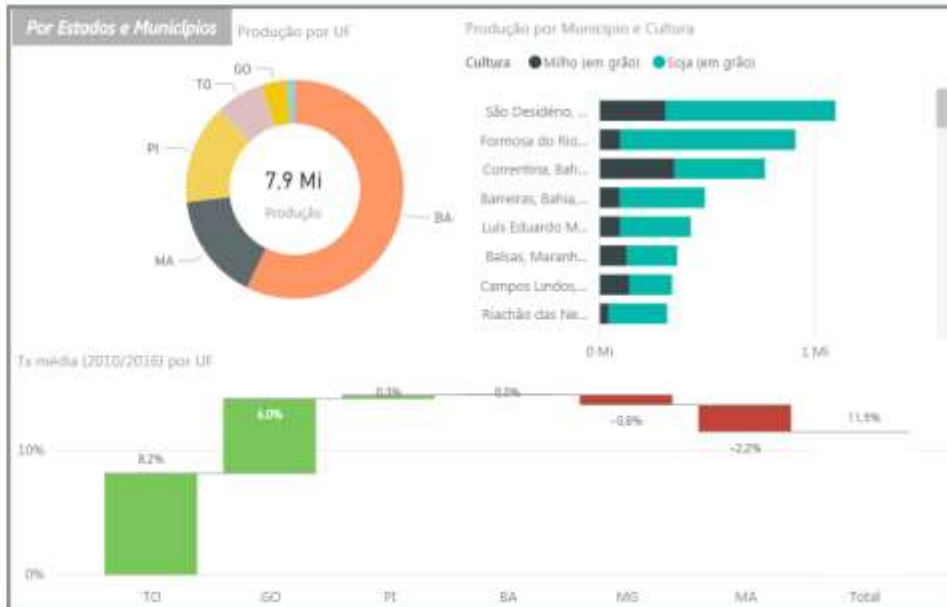 Por Estados e Municípios
Produção por UF
GO
TO
PI
MA
BA
7,9 Mi
Produção
Produção por Município e Cultura
Cultura Milho (em grão) Soja (em grão)
São Desidério, ...
Formosa do Rio...
Correntina, Bah...
Barreiras, Bahia,...
Luís Eduardo M...
Balsas, Maranh...
Campos Lindos,...
Riachão das Ne...
0 Mi 1 Mi
Tx média (2010/2016) por UF
10%
0%
8,2%
6,0%
0,3%
0,0%
-0,8%
-2,2%
11,5%
TO GO PI BA MG MA Total